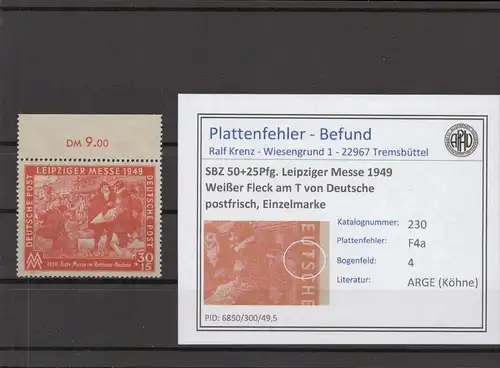 DM 9.00
LEIPZIGER MESSE 1949
DEUTSCHE POST
DEUTSCHE POST
30
15
Plattenfehler - Befund
Ralf Krenz - Wiesengrund 1 - 22967 Tremsbüttel
SBZ 50+25Pfg. Leipziger Messe 1949
Weißer Fleck am T von Deutsche
postfrisch, Einzelmarke
Katalognummer: 230
Plattenfehler: F4a
Bogenfeld: 4
Literatur: ARGE (Köhne)
EUTSCHE
PID: 6850/300/49,5